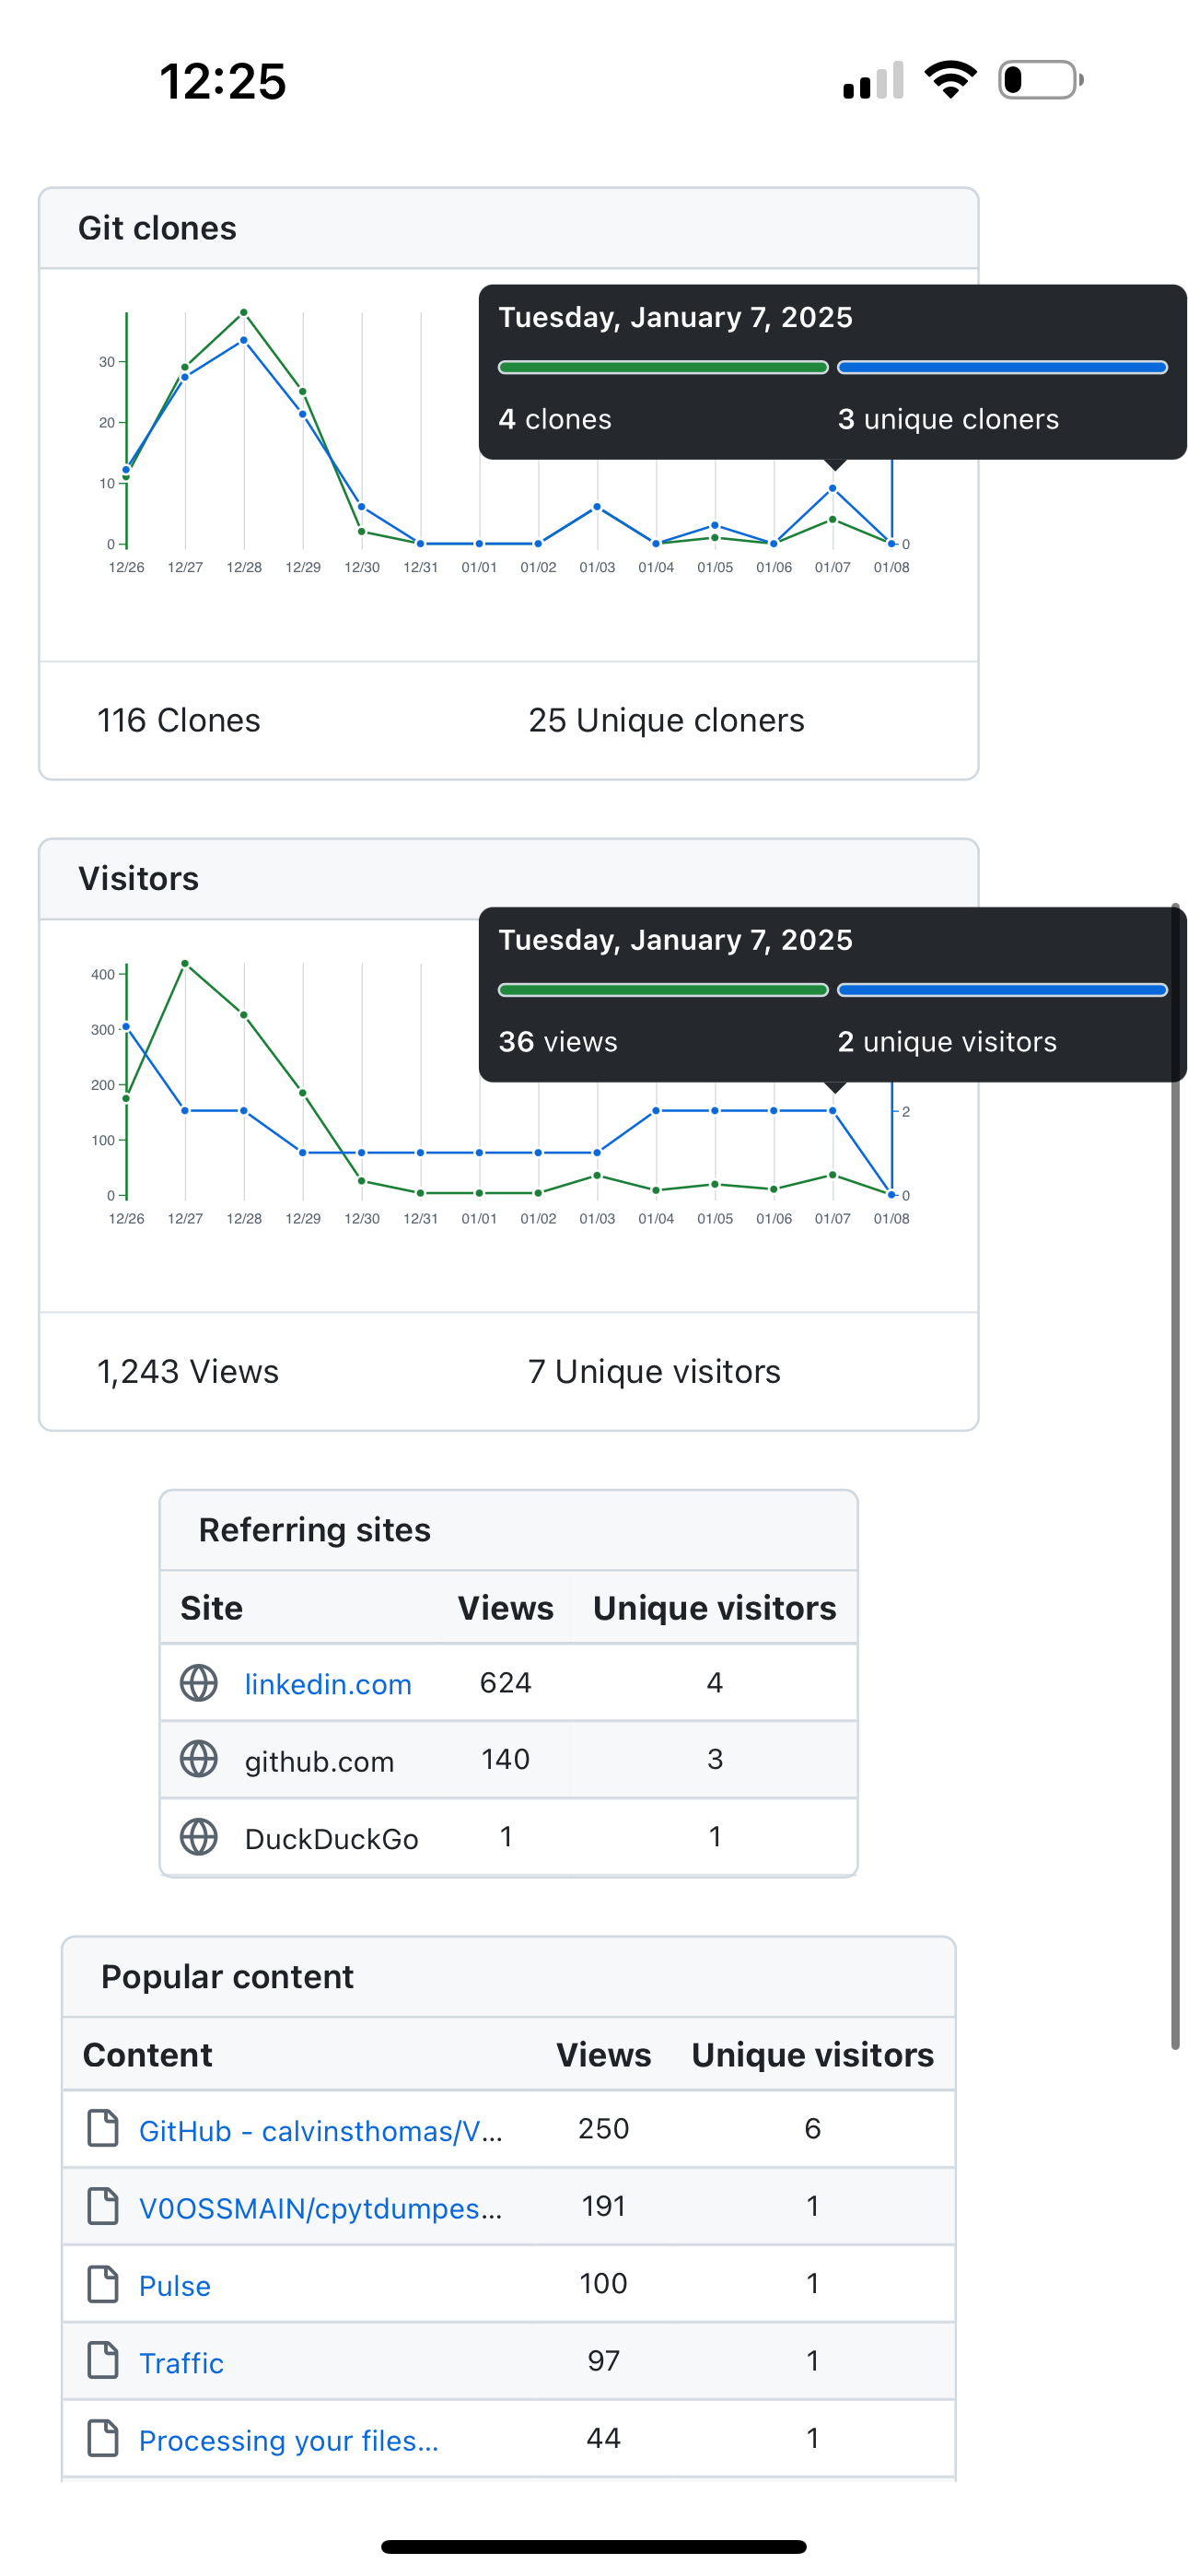 12:25
Git clones
Tuesday, January 7, 2025
4 clones 3 unique cloners
30
20
10
0 0
12/26 12/27 12/28 12/29 12/30 12/31 01/01 01/02 01/03 01/04 01/05 01/06 01/07 01/08
116 Clones 25 Unique cloners
Visitors
Tuesday, January 7, 2025
36 views 2 unique visitors
400
300
200
100 2
0 0
12/26 12/27 12/28 12/29 12/30 12/31 01/01 01/02 01/03 01/04 01/05 01/06 01/07 01/08
1,243 Views 7 Unique visitors
Referring sites
Site Views Unique visitors
linkedin.com 624 4
github.com 140 3
DuckDuckGo 1 1
Popular content
Content Views Unique visitors
GitHub - calvinsthomas/V... 250 6
V0OSSMAIN/cpytdumpes... 191 1
Pulse 100 1
Traffic 97 1
Processing your files... 44 1